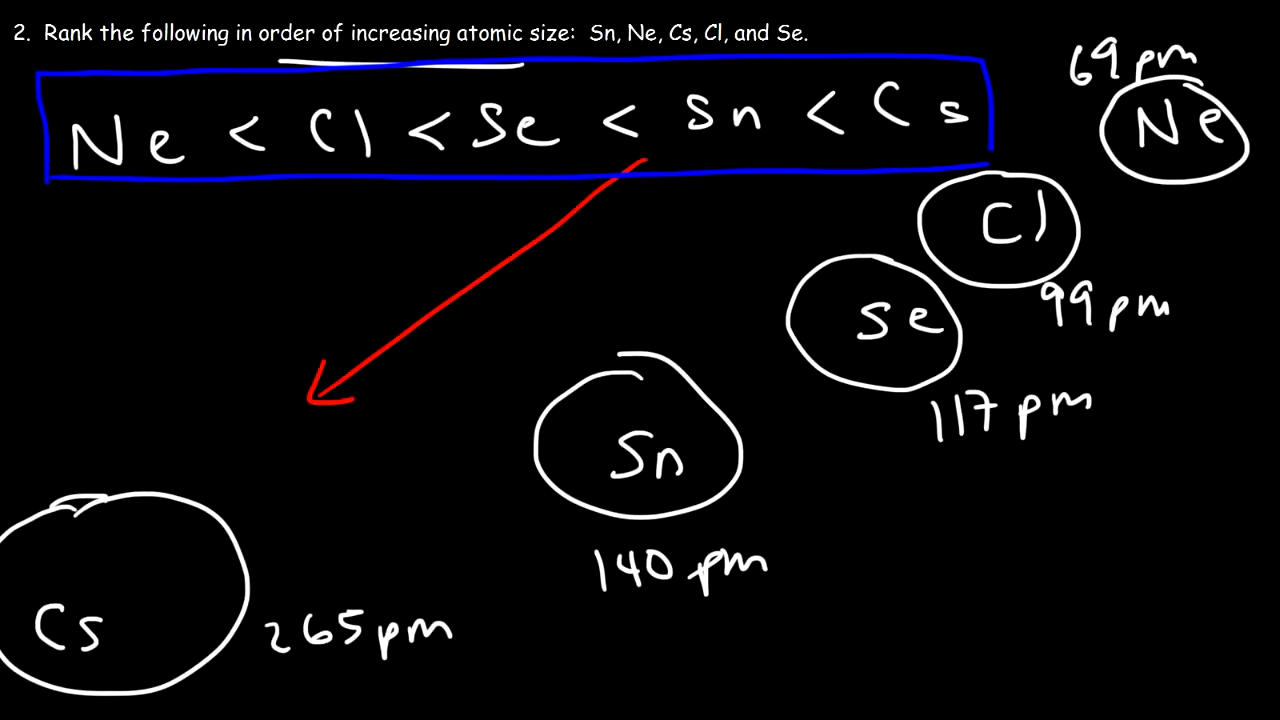 2. Rank the following in order of increasing atomic size: Sn, Ne, Cs, Cl, and Se.
Ne < Cl < Se < Sn < Cs
69 pm
Ne
Cl
99 pm
Se
117 pm
Sn
140 pm
Cs
265 pm